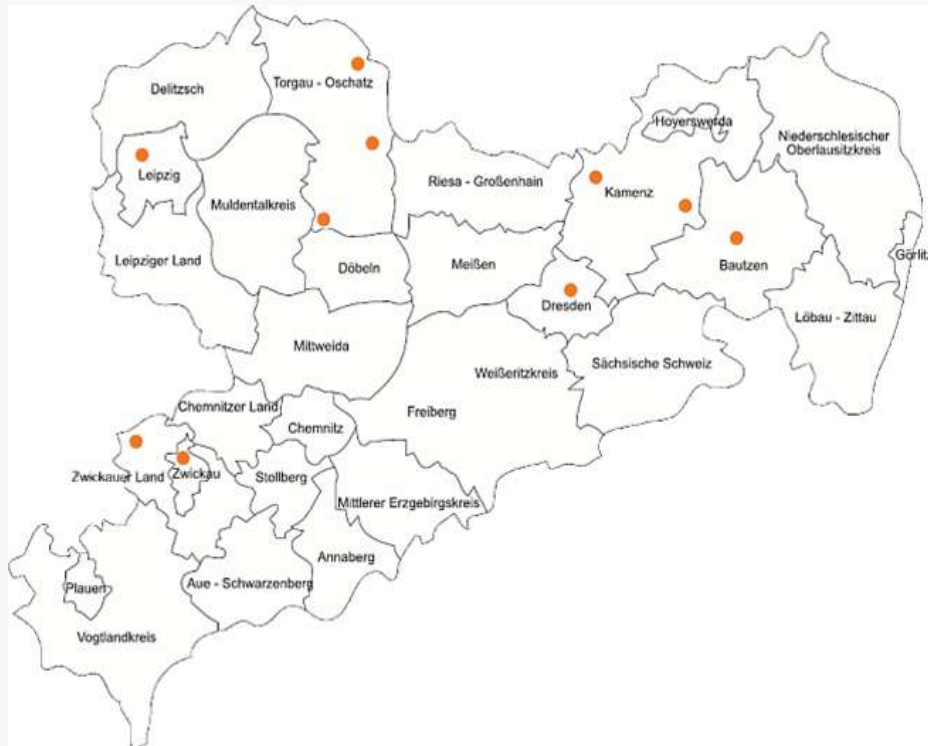 Torgau - Oschatz
Delitzsch
Hoyerswerda
Niederschlesischer
Oberlausitzkreis
Leipzig
Riesa - Großenhain
Kamenz
Muldentalkreis
Görlitz
Leipziger Land
Döbeln
Meißen
Bautzen
Dresden
Löbau - Zittau
Mittweida
Sächsische Schweiz
Weißeritzkreis
Chemnitzer Land
Freiberg
Chemnitz
Zwickauer Land
Zwickau
Stollberg
Mittlerer Erzgebirgskreis
Annaberg
Aue - Schwarzenberg
Plauen
Vogtlandkreis